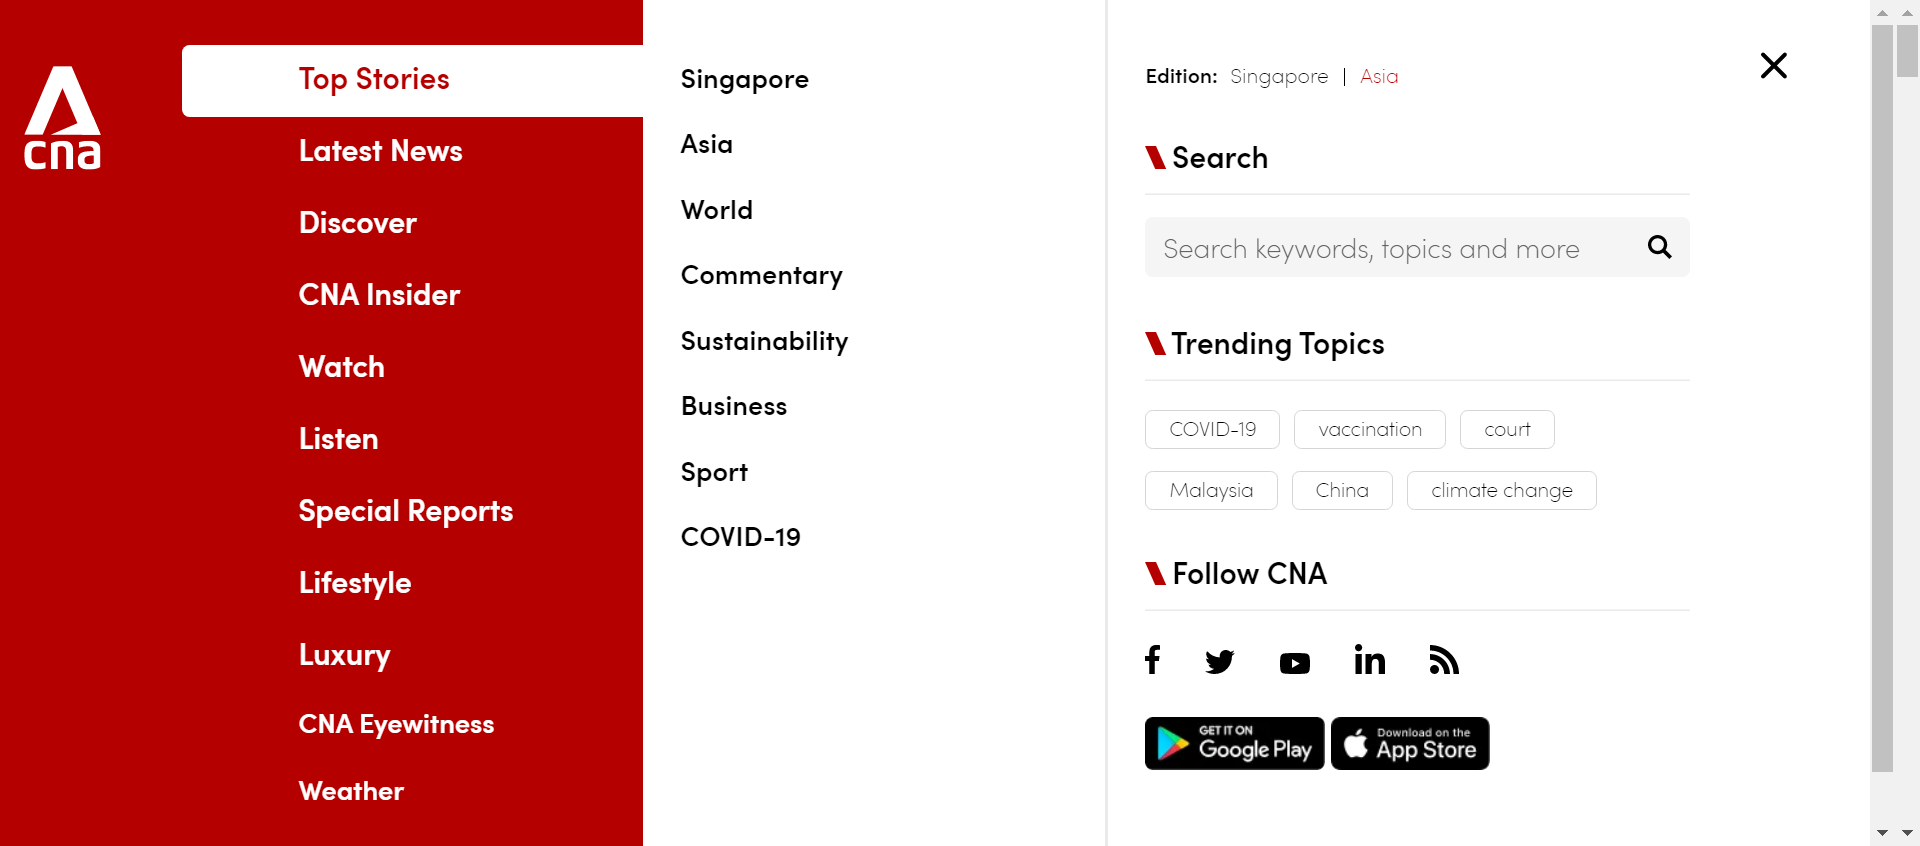 cna
Top Stories
Latest News
Discover
CNA Insider
Watch
Listen
Special Reports
Lifestyle
Luxury
CNA Eyewitness
Weather
Singapore
Asia
World
Commentary
Sustainability
Business
Sport
COVID-19
Edition: Singapore | Asia
Search
Search keywords, topics and more
Trending Topics
COVID-19 vaccination court
Malaysia China climate change
Follow CNA
GET IT ON
Google Play
Download on the
App Store